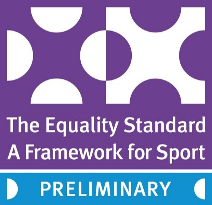 The Equality Standard
A Framework for Sport
PRELIMINARY